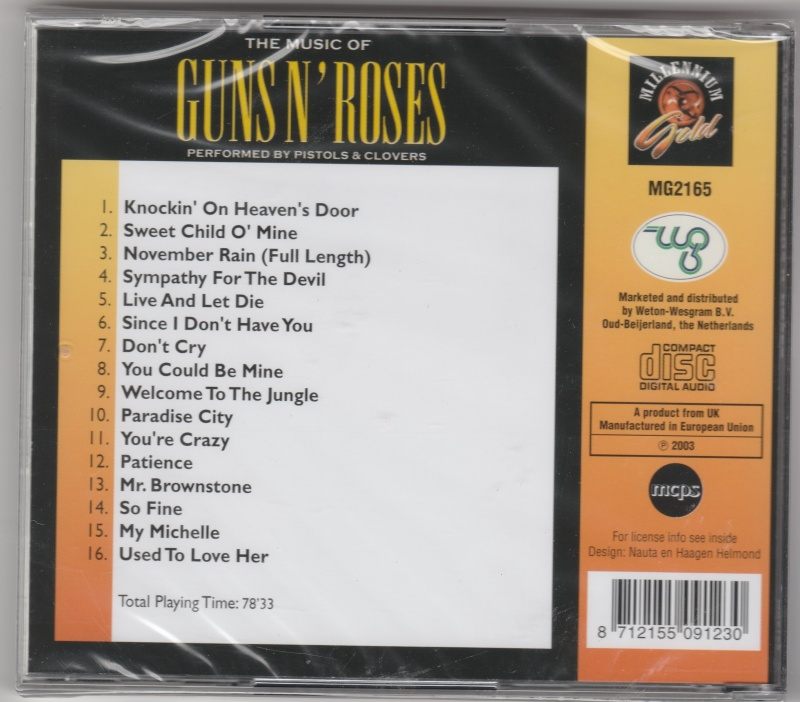 THE MUSIC OF
GUNS N' ROSES
PERFORMED BY PISTOLS & CLOVERS
1. Knockin' On Heaven's Door
2. Sweet Child O' Mine
3. November Rain (Full Length)
4. Sympathy For The Devil
5. Live And Let Die
6. Since I Don't Have You
7. Don't Cry
8. You Could Be Mine
9. Welcome To The Jungle
10. Paradise City
11. You're Crazy
12. Patience
13. Mr. Brownstone
14. So Fine
15. My Michelle
16. Used To Love Her
Total Playing Time: 78'33
MILLENNIUM
Gold
MG2165
wg
Marketed and distributed
by Weton-Wesgram B.V.
Oud-Beijerland, the Netherlands
COMPACT
disc
DIGITAL AUDIO
A product from UK
Manufactured in European Union
℗ 2003
mcps
For license info see inside
Design: Nauta en Haagen Helmond
8 712155 091230